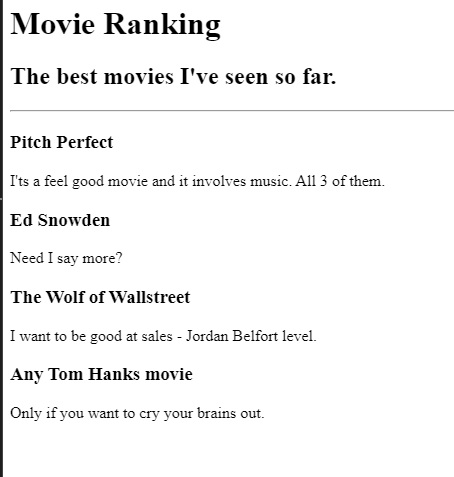 Movie Ranking
The best movies I've seen so far.
Pitch Perfect
I'ts a feel good movie and it involves music. All 3 of them.
Ed Snowden
Need I say more?
The Wolf of Wallstreet
I want to be good at sales - Jordan Belfort level.
Any Tom Hanks movie
Only if you want to cry your brains out.